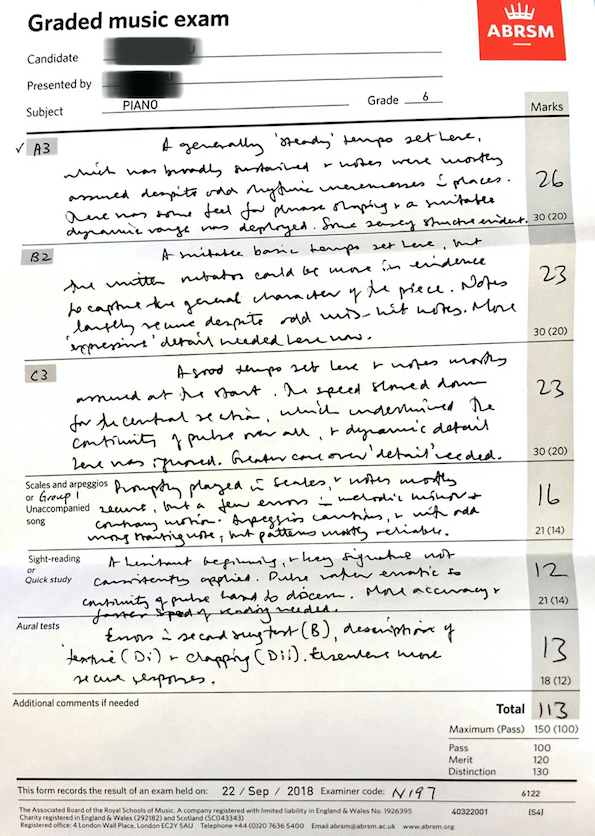 Graded music exam
ABRSM
Candidate
Presented by
Subject PIANO Grade 6
Marks
✓ A3 A generally 'steady' tempo set here,
which was broadly sustained & notes were mostly
assured despite odd rhythmic unevenness in places.
There was some feel for phrase shaping & a suitable
dynamic range was deployed. Some structure evident.
26
30 (20)
B2 A suitable basic tempo set here, but
the written rubatos could be more in evidence
to capture the general character of the piece. Notes
largely secure despite odd mis-hit notes. More
'expressive' detail needed here now.
23
30 (20)
C3 A good tempo set here & notes mostly
assured at the start. The speed slowed down
for the central section, which undermined the
continuity of pulse over all, & dynamic detail
here was ignored. Greater care over 'detail' needed.
23
30 (20)
Scales and arpeggios
or Group 1
Unaccompanied
song
Promptly played in scales, & notes mostly
secure, but a few errors in melodic minor &
contrary motion. Arpeggios cautious, & with odd
wrong starting note, but patterns mostly reliable.
16
21 (14)
Sight-reading
or
Quick study
A hesitant beginning, & key signature not
consistently applied. Pulse rather erratic so
continuity of pulse hard to discern. More accuracy &
faster speed of reading needed.
12
21 (14)
Aural tests
Errors in second sung test (B), descriptions of
texture (Di) & clapping (Dii). Elsewhere more
secure responses.
13
18 (12)
Additional comments if needed
Total 113
Maximum (Pass) 150 (100)
Pass 100
Merit 120
Distinction 130
This form records the result of an exam held on: 22 / Sep / 2018 Examiner code: N197 6122
The Associated Board of the Royal Schools of Music. A company registered with limited liability in England & Wales No. 1926395
Charity registered in England & Wales (292182) and Scotland (SC043343)
Registered office: 4 London Wall Place, London EC2Y 5AU Telephone +44 (0)20 7636 5400 Email abrsm@abrsm.ac.uk www.abrsm.org
40322001 [S4]